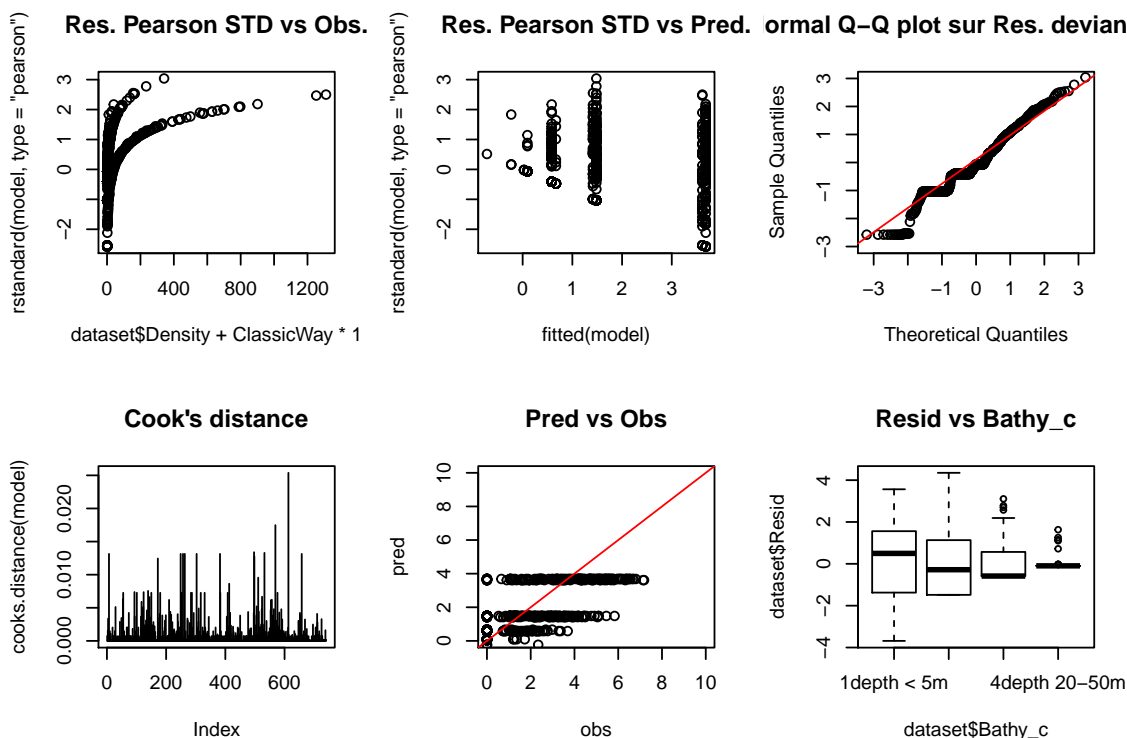 Res. Pearson STD vs Obs.
rstandard(model, type = "pearson")
3
2
1
0
−2
0 400 800 1200
dataset$Density + ClassicWay * 1
Res. Pearson STD vs Pred.
rstandard(model, type = "pearson")
3
2
1
0
−2
0 1 2 3
fitted(model)
ormal Q−Q plot sur Res. devian
Sample Quantiles
3
1
−1
−3
−3 −1 0 1 2 3
Theoretical Quantiles
Cook's distance
cooks.distance(model)
0.020
0.010
0.000
0 200 400 600
Index
Pred vs Obs
pred
10
8
6
4
2
0
0 2 4 6 8 10
obs
Resid vs Bathy_c
dataset$Resid
4
2
0
−2
−4
1depth < 5m 4depth 20−50m
dataset$Bathy_c